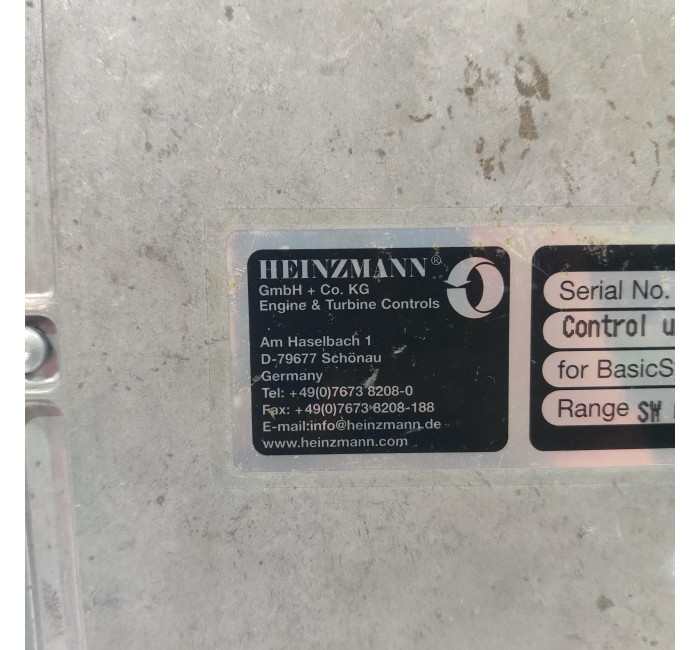 HEINZMANN®
GmbH + Co. KG
Engine & Turbine Controls
Am Haselbach 1
D-79677 Schönau
Germany
Tel: +49(0)7673 8208-0
Fax: +49(0)7673 8208-188
E-mail:info@heinzmann.de
www.heinzmann.com
Serial No.
Control
for BasicS
Range SW